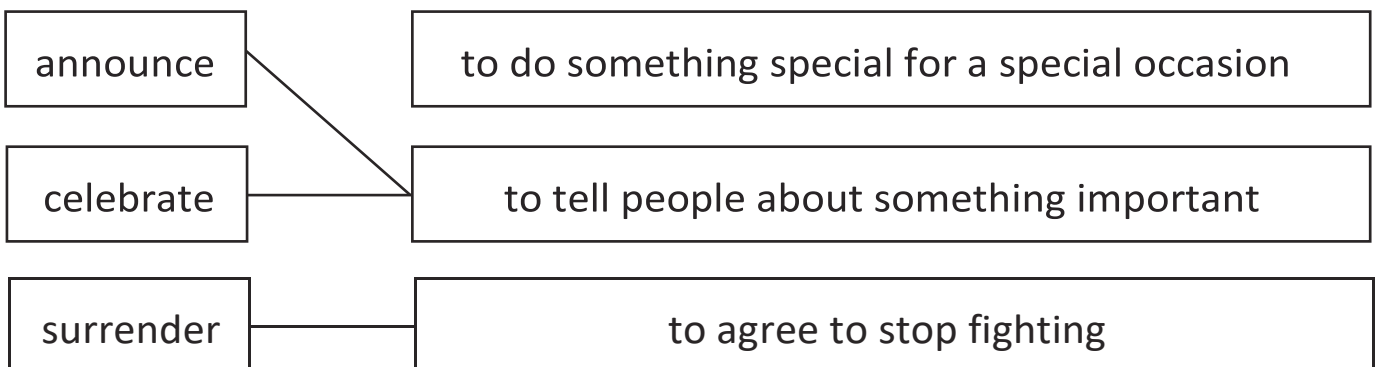 announce to do something special for a special occasion
celebrate to tell people about something important
surrender to agree to stop fighting